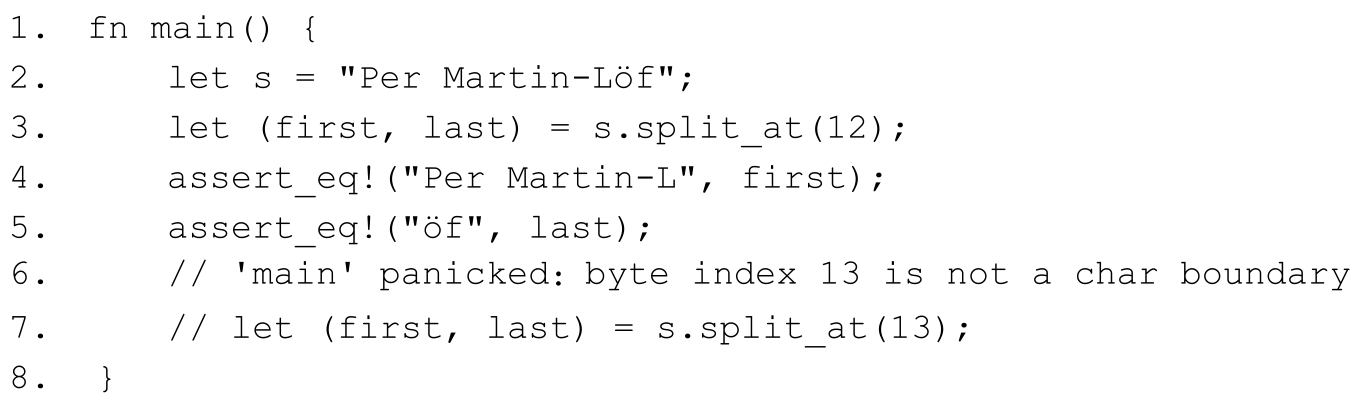 1. fn main() {
2.     let s = "Per Martin-Löf";
3.     let (first, last) = s.split_at(12);
4.     assert_eq!("Per Martin-L", first);
5.     assert_eq!("öf", last);
6.     // 'main' panicked: byte index 13 is not a char boundary
7.     // let (first, last) = s.split_at(13);
8. }